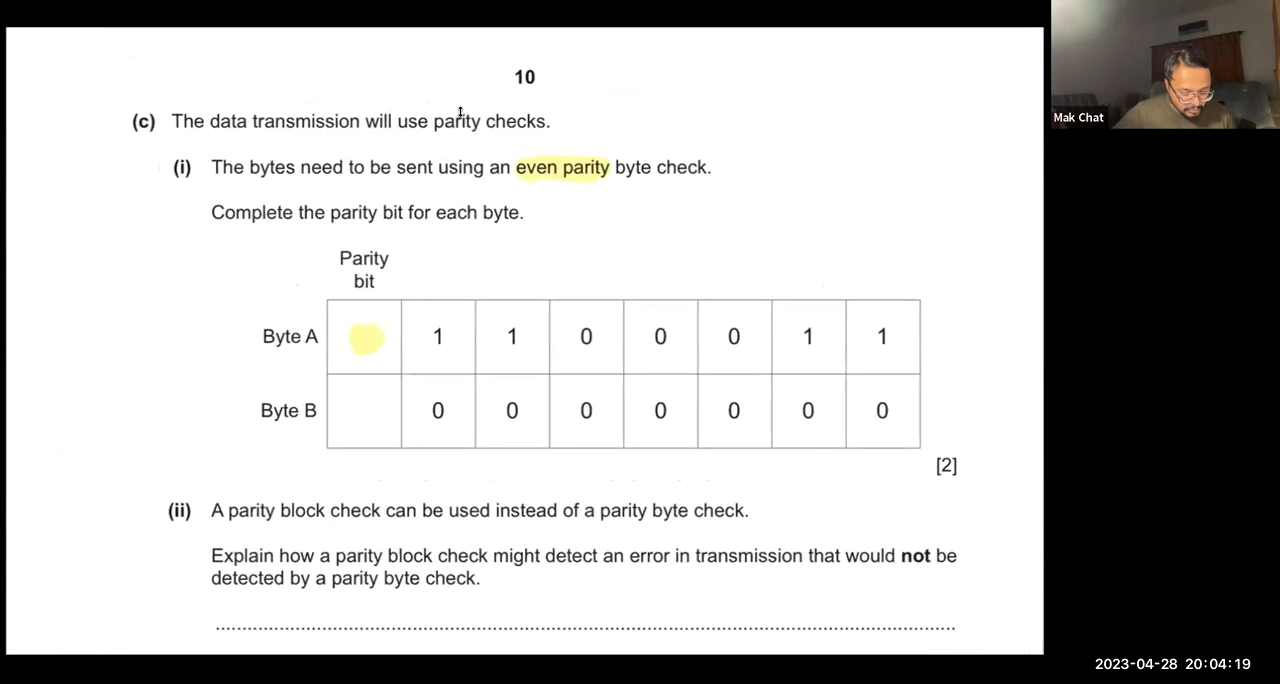 10
(c) The data transmission will use parity checks.
(i) The bytes need to be sent using an even parity byte check.
Complete the parity bit for each byte.
Parity
bit
Byte A 1 1 0 0 0 1 1
Byte B 0 0 0 0 0 0 0
[2]
(ii) A parity block check can be used instead of a parity byte check.
Explain how a parity block check might detect an error in transmission that would not be
detected by a parity byte check.
Mak Chat
2023-04-28 20:04:19